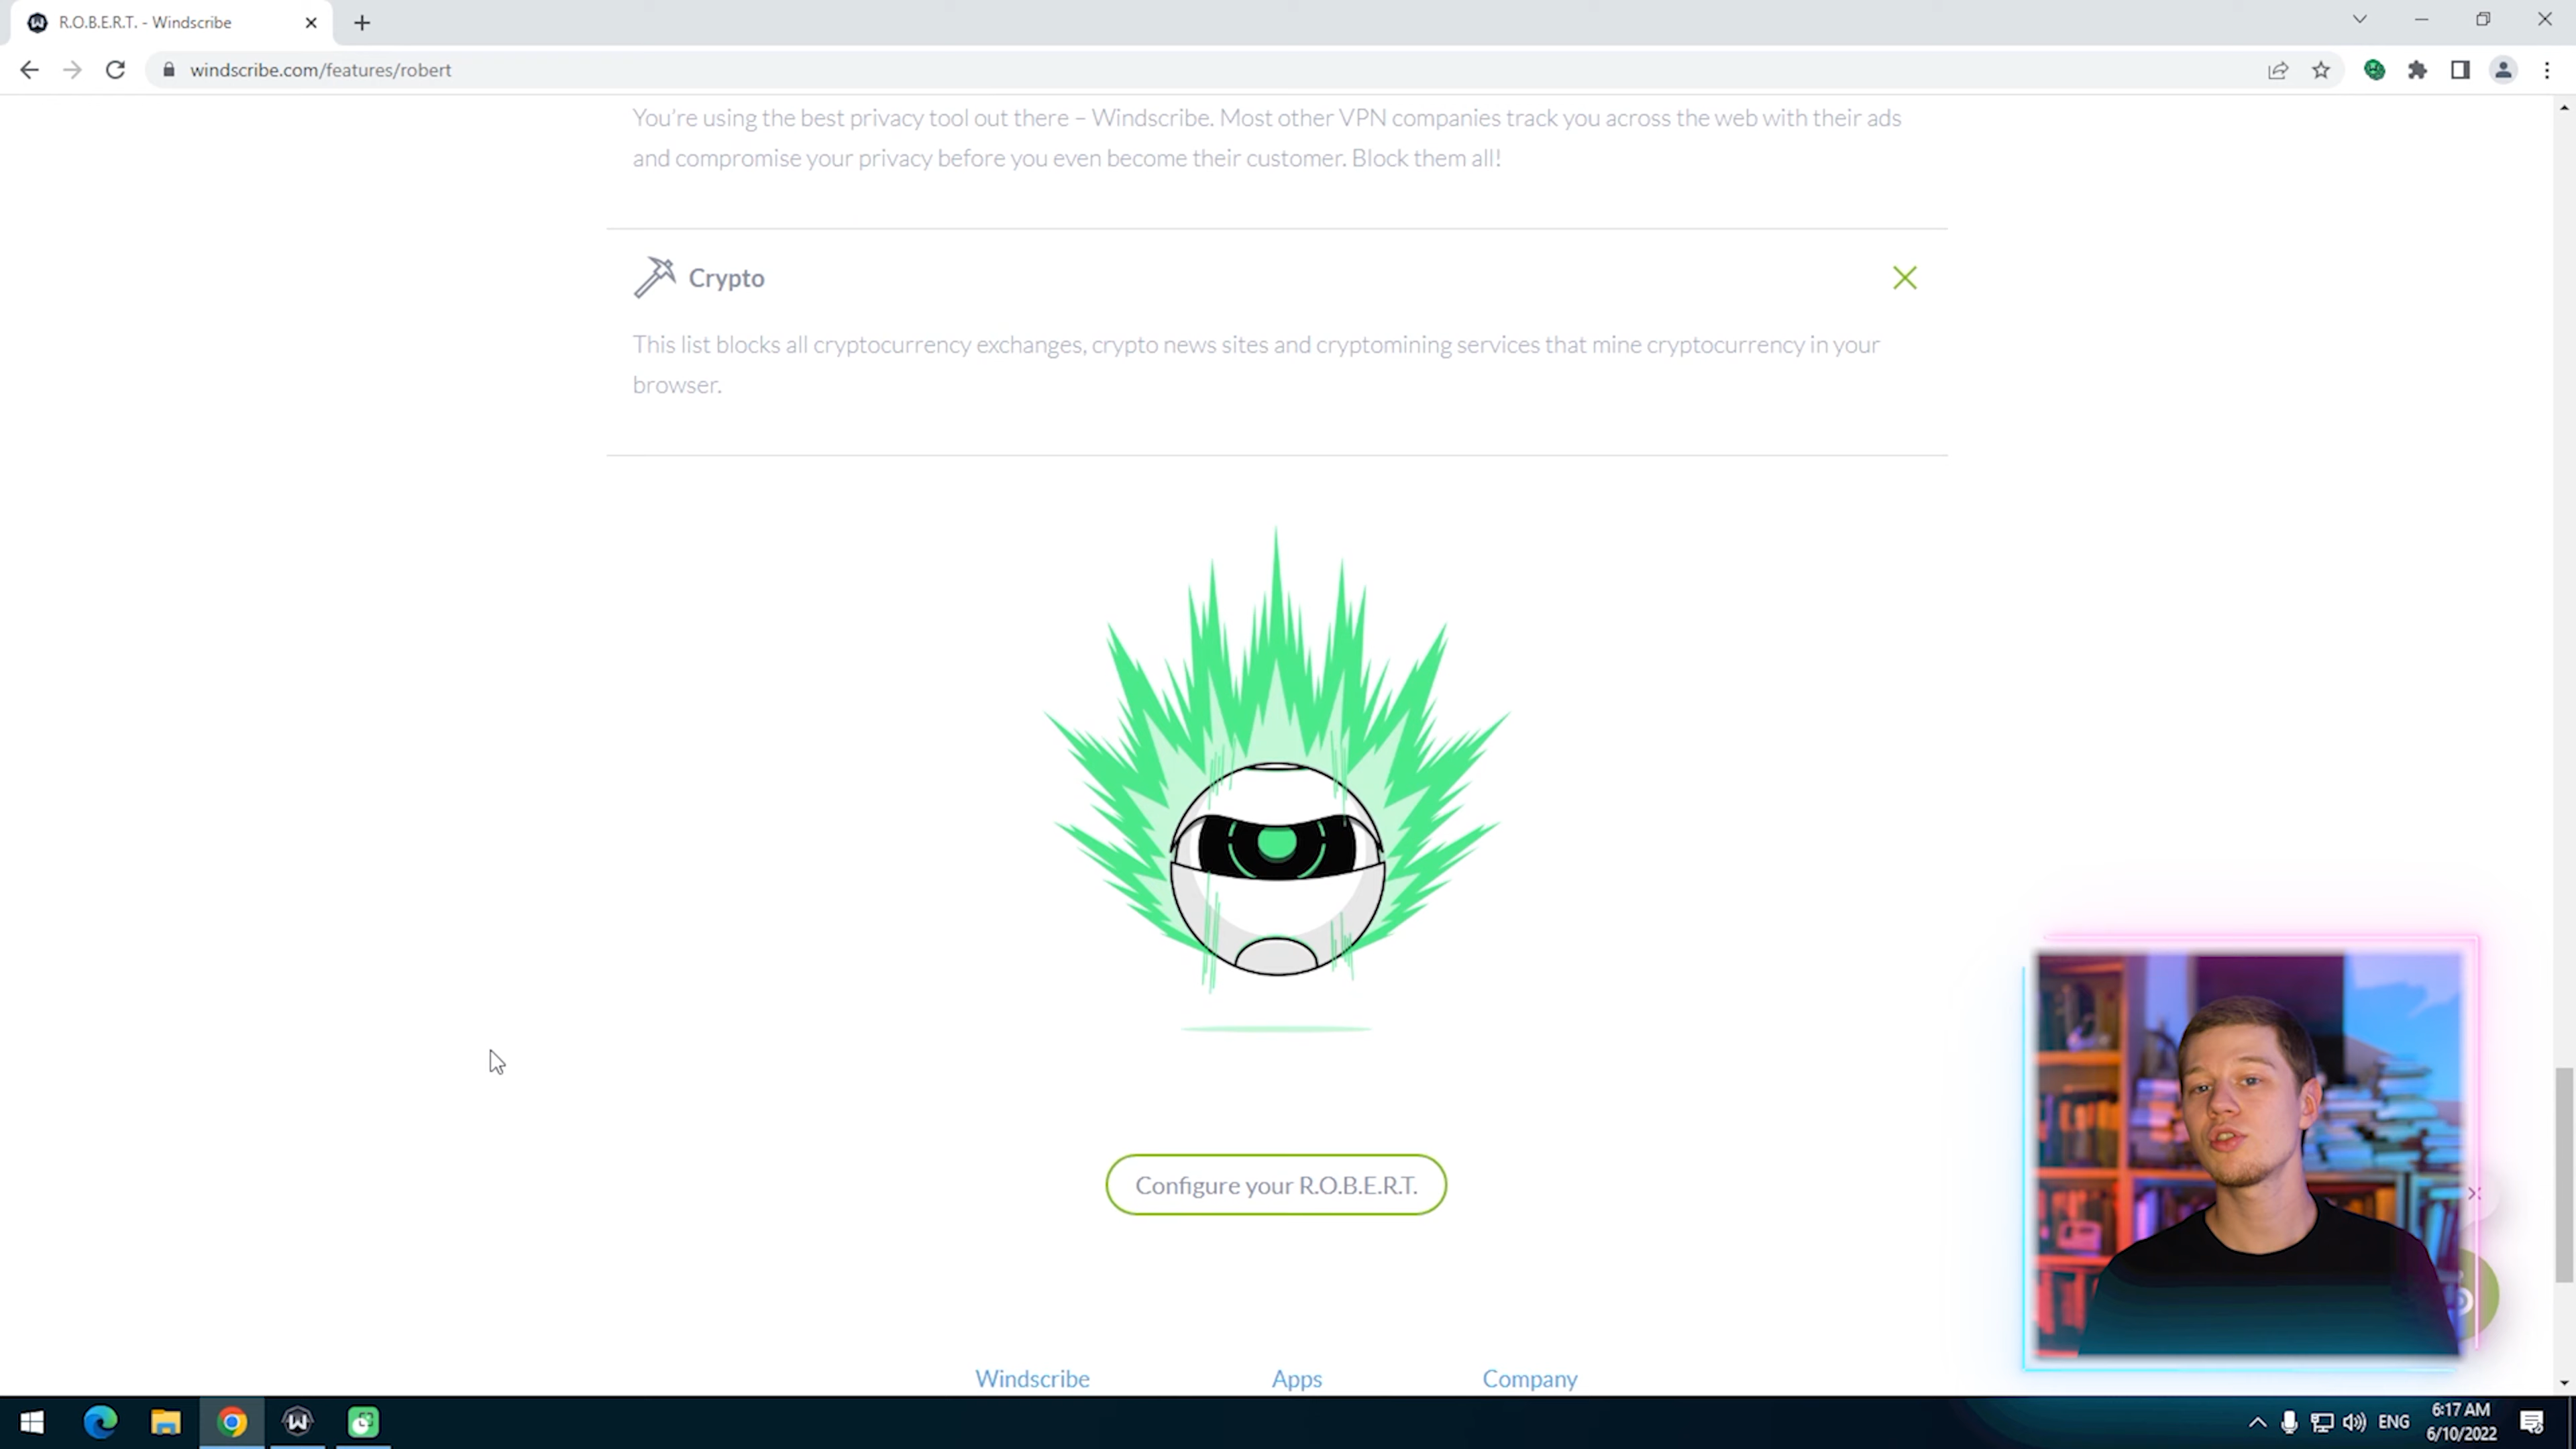 R.O.B.E.R.T. - Windscribe
windscribe.com/features/robert
You're using the best privacy tool out there – Windscribe. Most other VPN companies track you across the web with their ads
and compromise your privacy before you even become their customer. Block them all!
Crypto
This list blocks all cryptocurrency exchanges, crypto news sites and cryptomining services that mine cryptocurrency in your
browser.
Configure your R.O.B.E.R.T.
Windscribe Apps Company
ENG
6:17 AM
6/10/2022